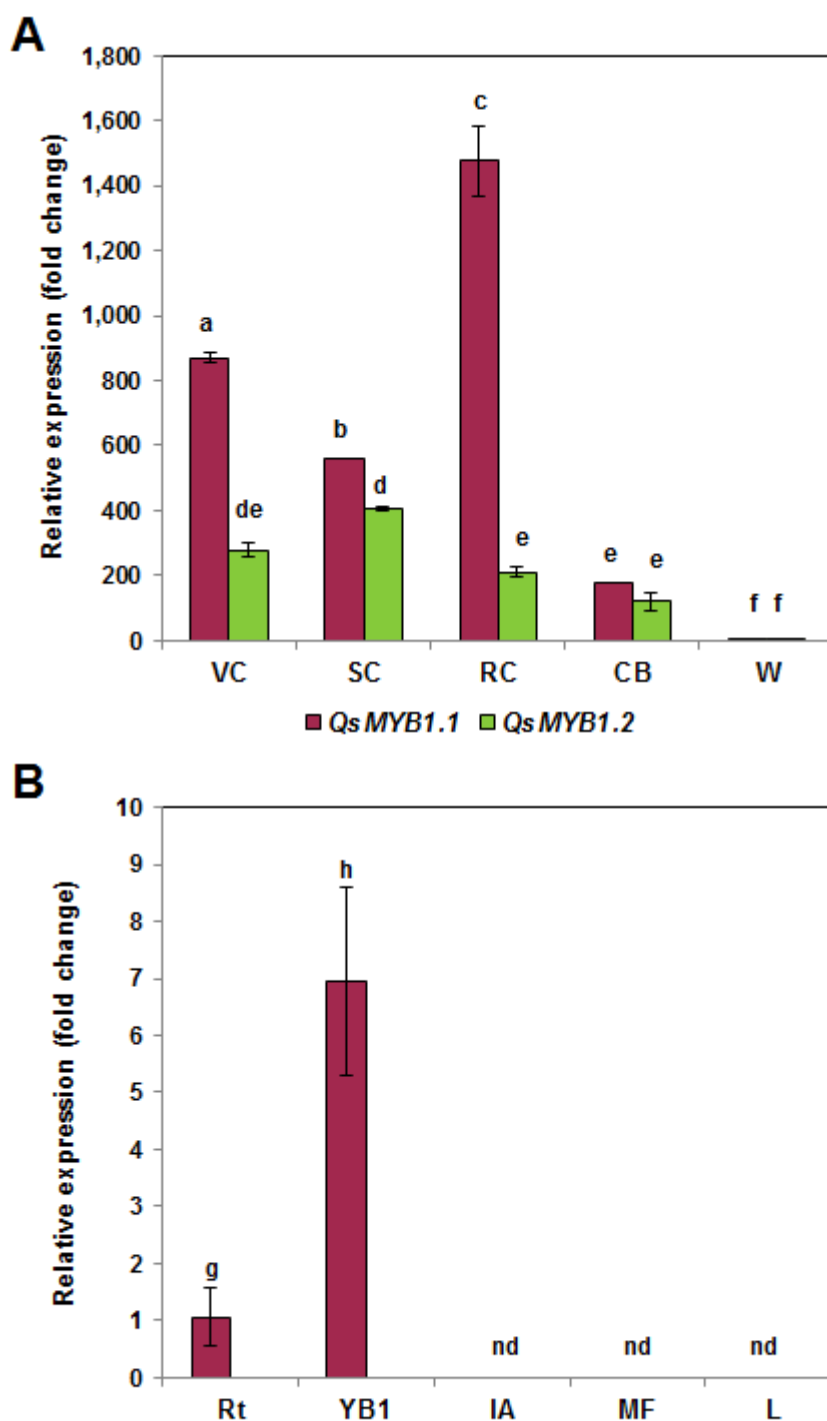 A
Relative expression (fold change)
1,800
1,600
1,400
1,200
1,000
800
600
400
200
0
a
de
b
d
c
e
e
e
f f
VC SC RC CB W
QsMYB1.1 QsMYB1.2
B
Relative expression (fold change)
10
9
8
7
6
5
4
3
2
1
0
g
h
nd nd nd
Rt YB1 IA MF L